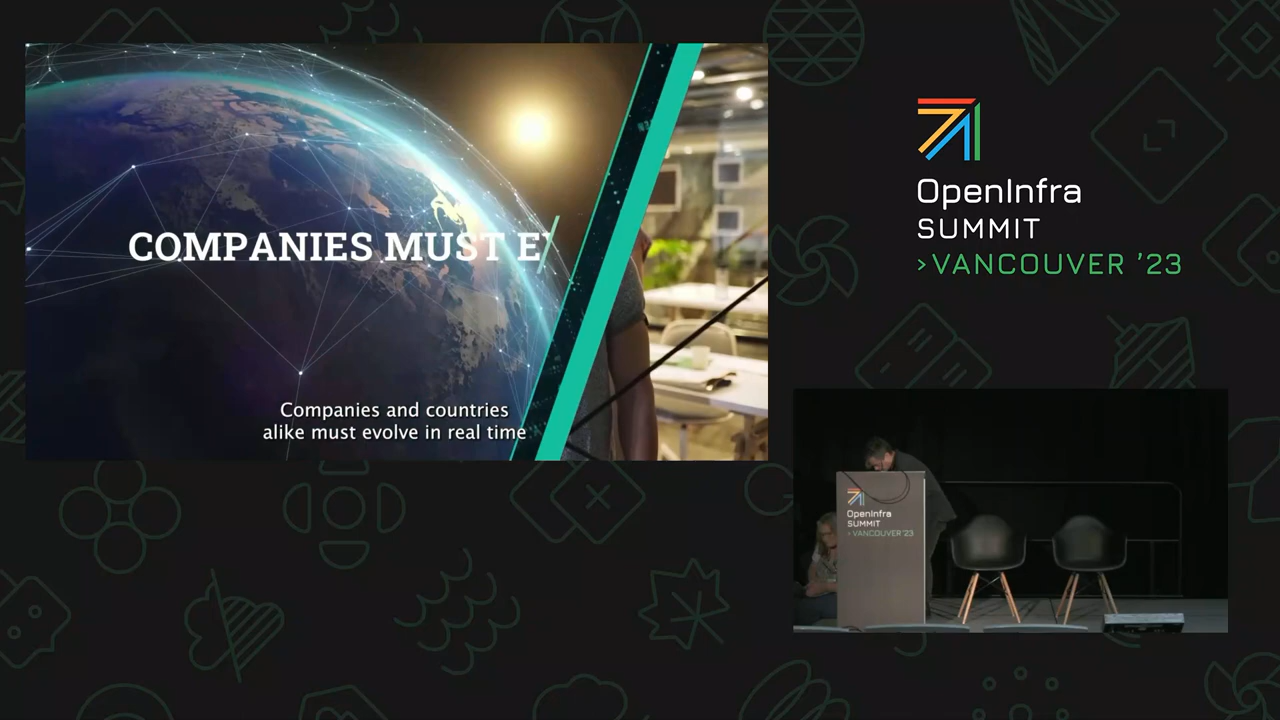 COMPANIES MUST E
Companies and countries
alike must evolve in real time
OpenInfra
SUMMIT
>VANCOUVER ’23
OpenInfra
SUMMIT
>VANCOUVER’23